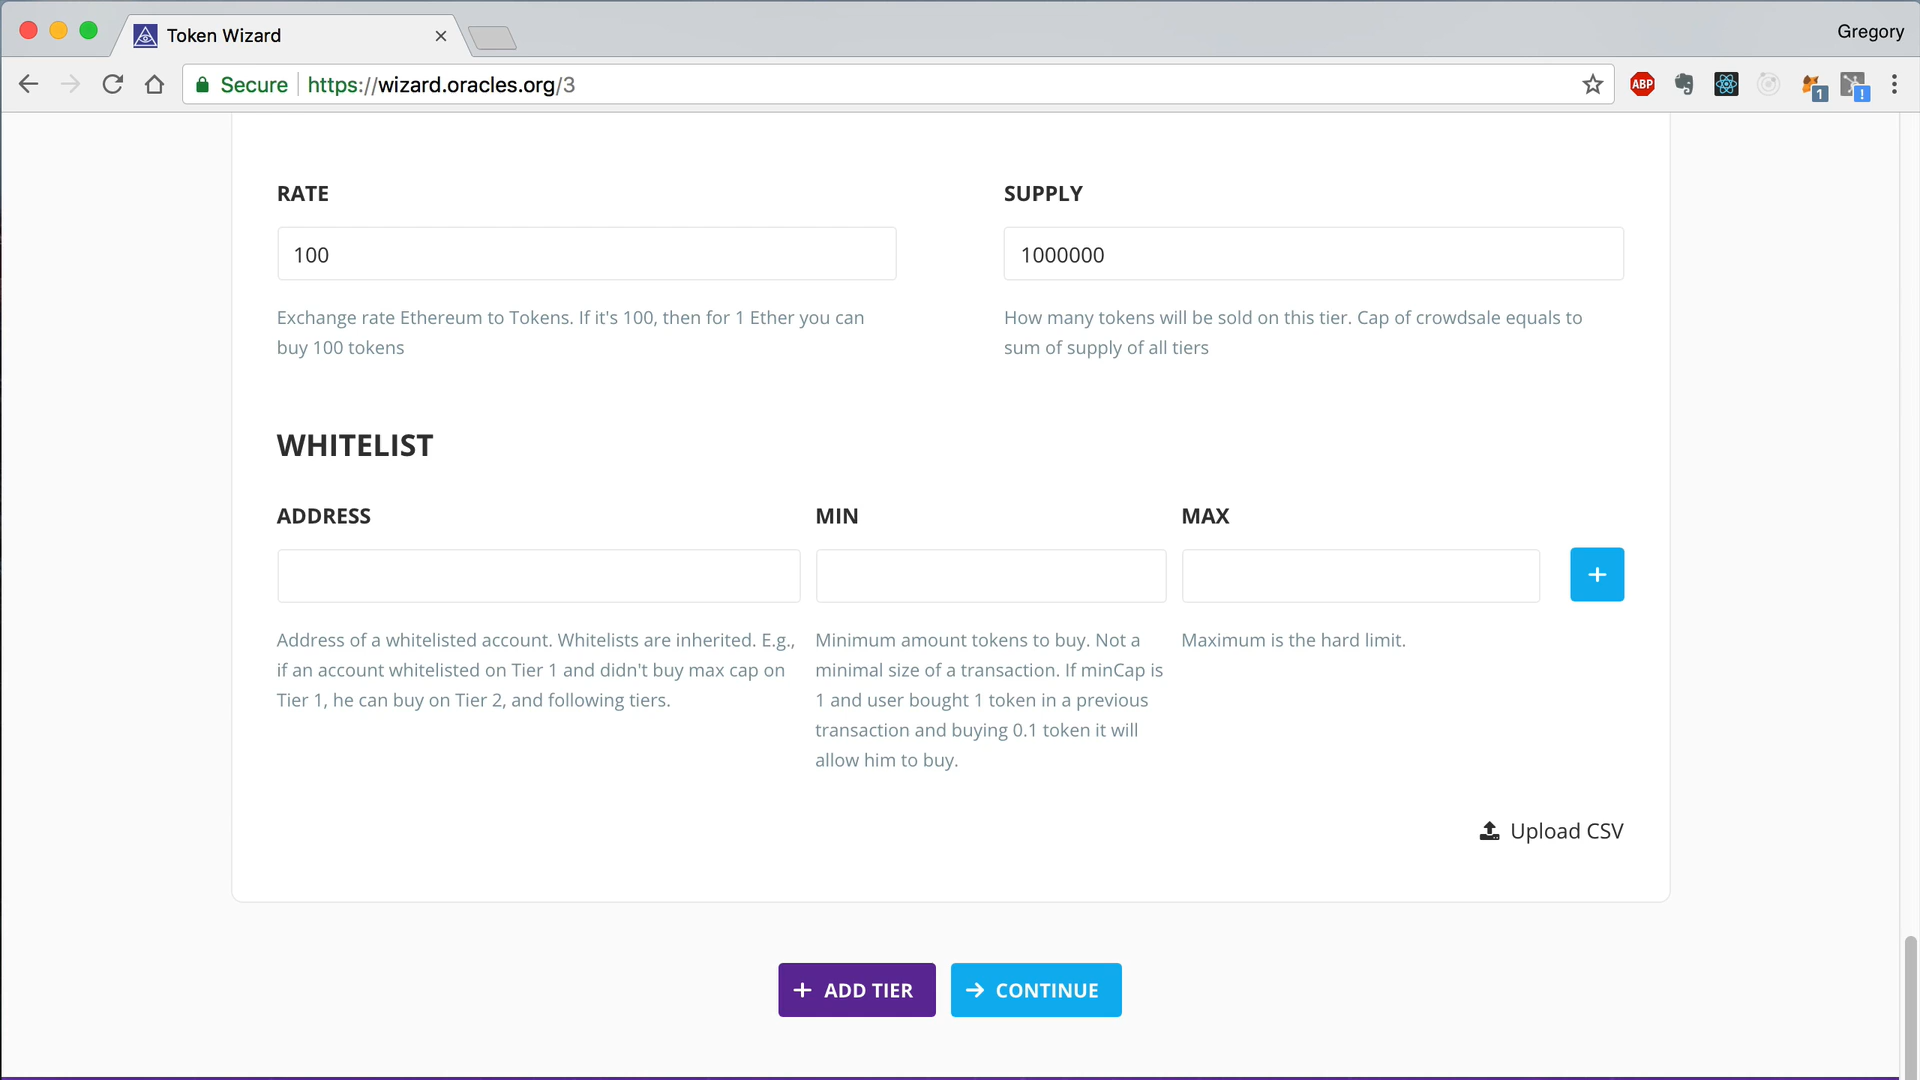 Token Wizard
Gregory
Secure https://wizard.oracles.org/3
ABP
1
!
RATE
SUPPLY
100
1000000
Exchange rate Ethereum to Tokens. If it's 100, then for 1 Ether you can
buy 100 tokens
How many tokens will be sold on this tier. Cap of crowdsale equals to
sum of supply of all tiers
WHITELIST
ADDRESS
MIN
MAX
Address of a whitelisted account. Whitelists are inherited. E.g.,
if an account whitelisted on Tier 1 and didn't buy max cap on
Tier 1, he can buy on Tier 2, and following tiers.
Minimum amount tokens to buy. Not a
minimal size of a transaction. If minCap is
1 and user bought 1 token in a previous
transaction and buying 0.1 token it will
allow him to buy.
Maximum is the hard limit.
Upload CSV
ADD TIER
CONTINUE